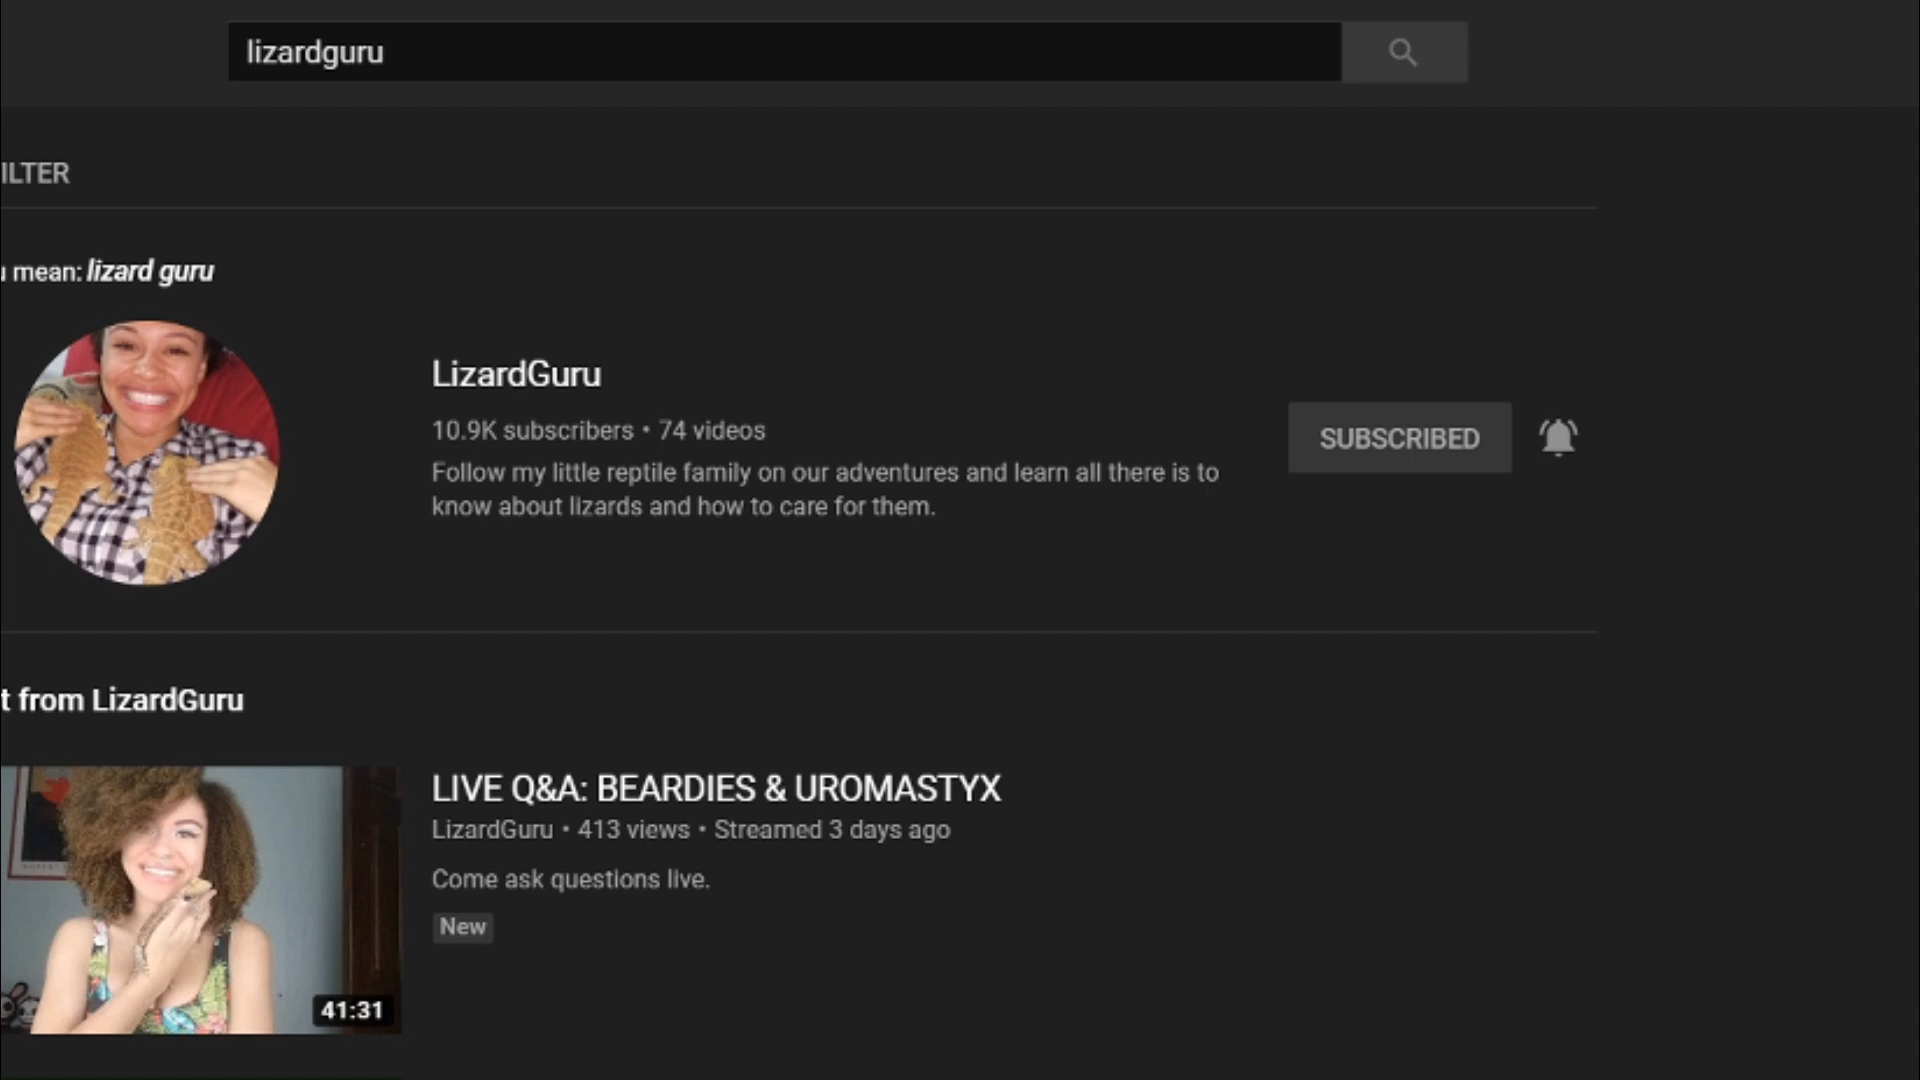 lizardguru
ILTER
u mean: lizard guru
LizardGuru
10.9K subscribers • 74 videos
Follow my little reptile family on our adventures and learn all there is to
know about lizards and how to care for them.
SUBSCRIBED
t from LizardGuru
LIVE Q&A: BEARDIES & UROMASTYX
LizardGuru • 413 views • Streamed 3 days ago
Come ask questions live.
New
41:31